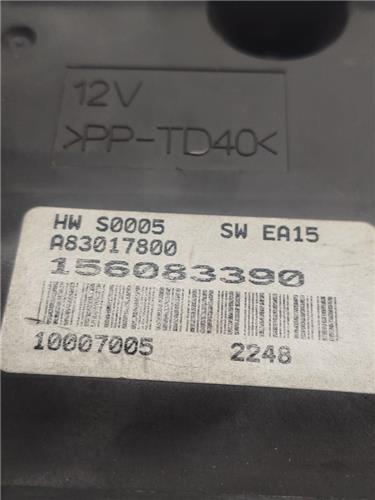 12V
>PP-TD40<
HW S0005 SW EA15
A83017800
156083390
10007005 2248